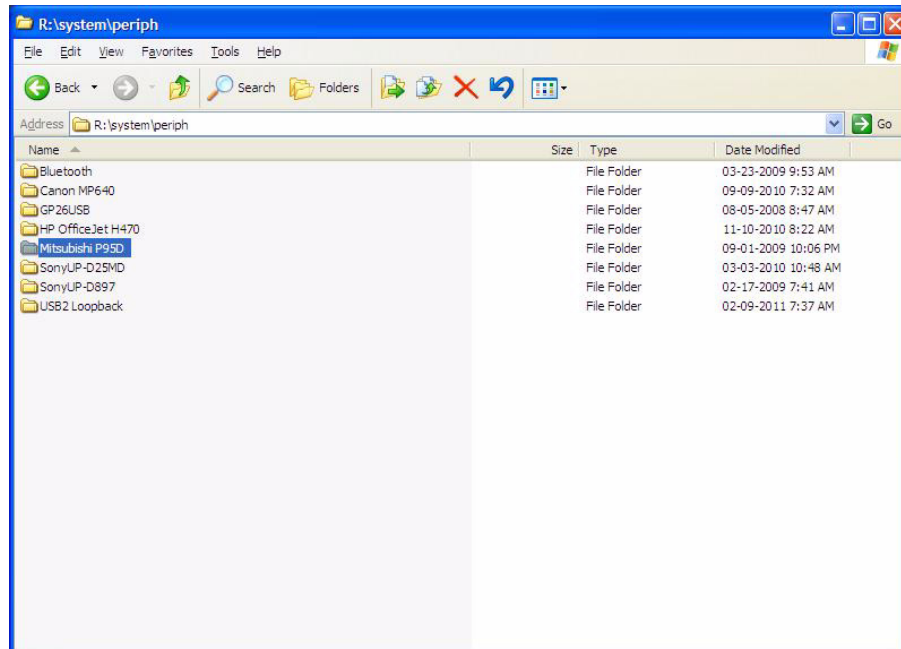 R:\system\periph
File Edit View Favorites Tools Help
Back Search Folders
Address R:\system\periph Go
Name Size Type Date Modified
Bluetooth File Folder 03-23-2009 9:53 AM
Canon MP640 File Folder 09-09-2010 7:32 AM
GP26USB File Folder 08-05-2008 8:47 AM
HP OfficeJet H470 File Folder 11-10-2010 8:22 AM
Mitsubishi P95D File Folder 09-01-2009 10:06 PM
SonyUP-D25MD File Folder 03-03-2010 10:48 AM
SonyUP-D897 File Folder 02-17-2009 7:41 AM
USB2 Loopback File Folder 02-09-2011 7:37 AM